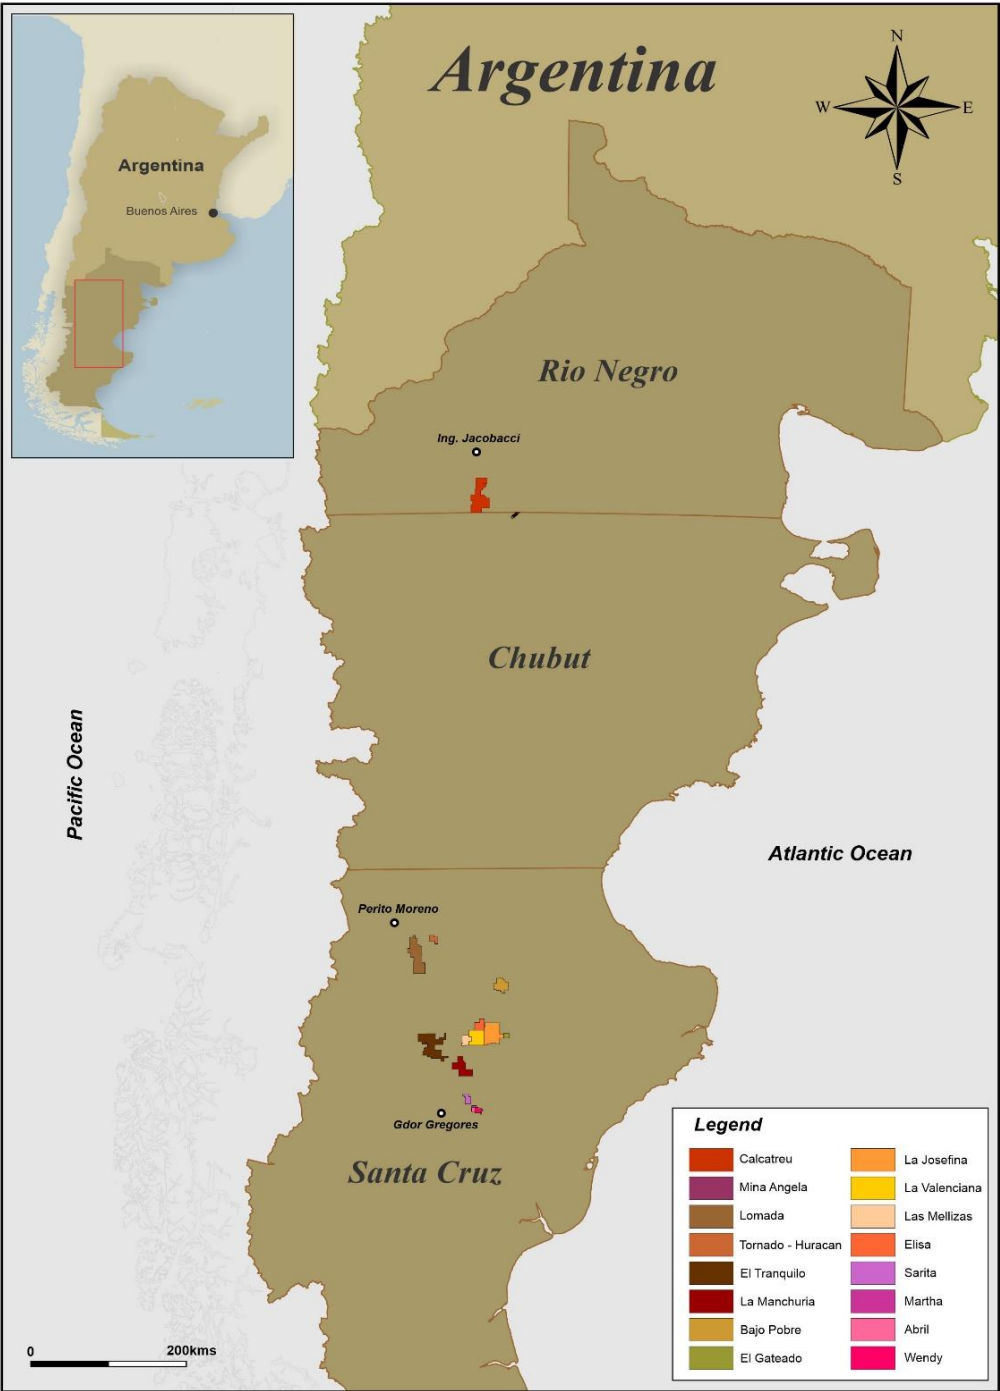 Argentina
N
W
E
S
Argentina
Buenos Aires
Rio Negro
Ing. Jacobacci
Chubut
Pacific Ocean
Atlantic Ocean
Perito Moreno
Gdor Gregores
Santa Cruz
Legend
Calcatreu
Mina Angela
Lomada
Tornado - Huracan
El Tranquilo
La Manchuria
Bajo Pobre
El Gateado
La Josefina
La Valenciana
Las Mellizas
Elisa
Sarita
Martha
Abril
Wendy
0
200kms